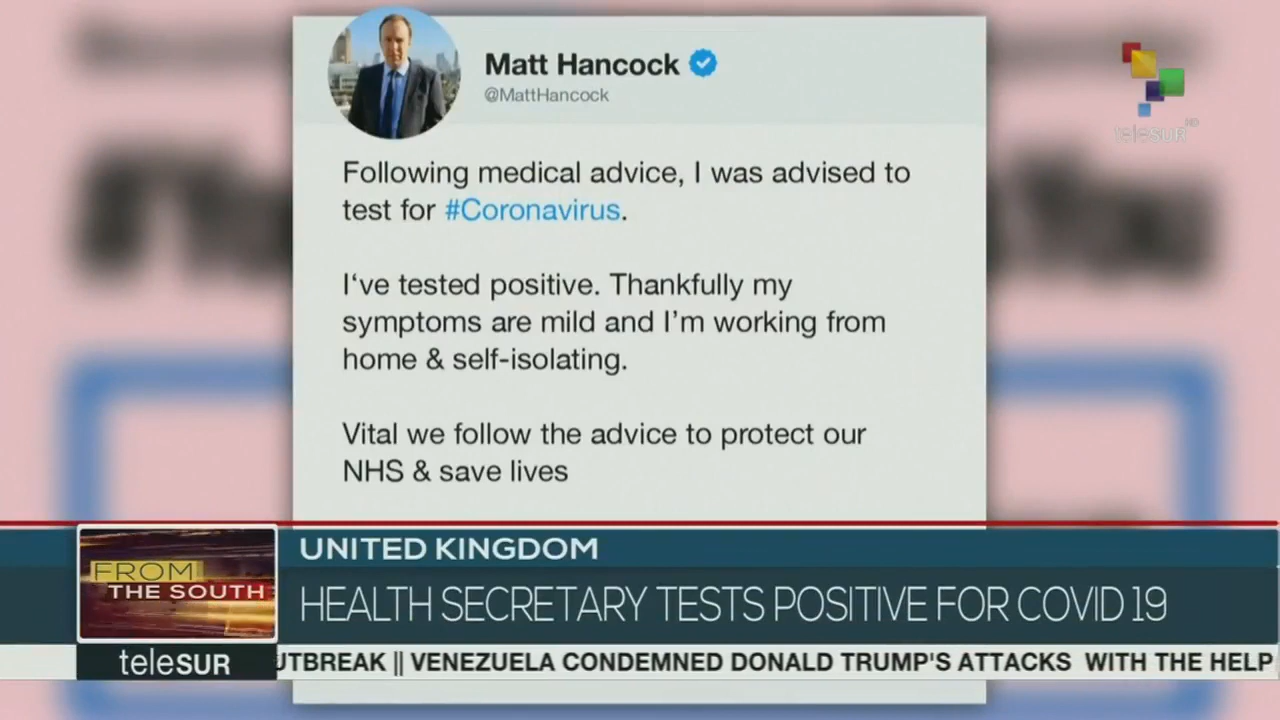 Matt Hancock
@MattHancock
teleSUR HD
Following medical advice, I was advised to
test for #Coronavirus.
I‘ve tested positive. Thankfully my
symptoms are mild and I’m working from
home & self-isolating.
Vital we follow the advice to protect our
NHS & save lives
UNITED KINGDOM
FROM
THE SOUTH
HEALTH SECRETARY TESTS POSITIVE FOR COVID 19
teleSUR
UTBREAK || VENEZUELA CONDEMNED DONALD TRUMP'S ATTACKS WITH THE HELP